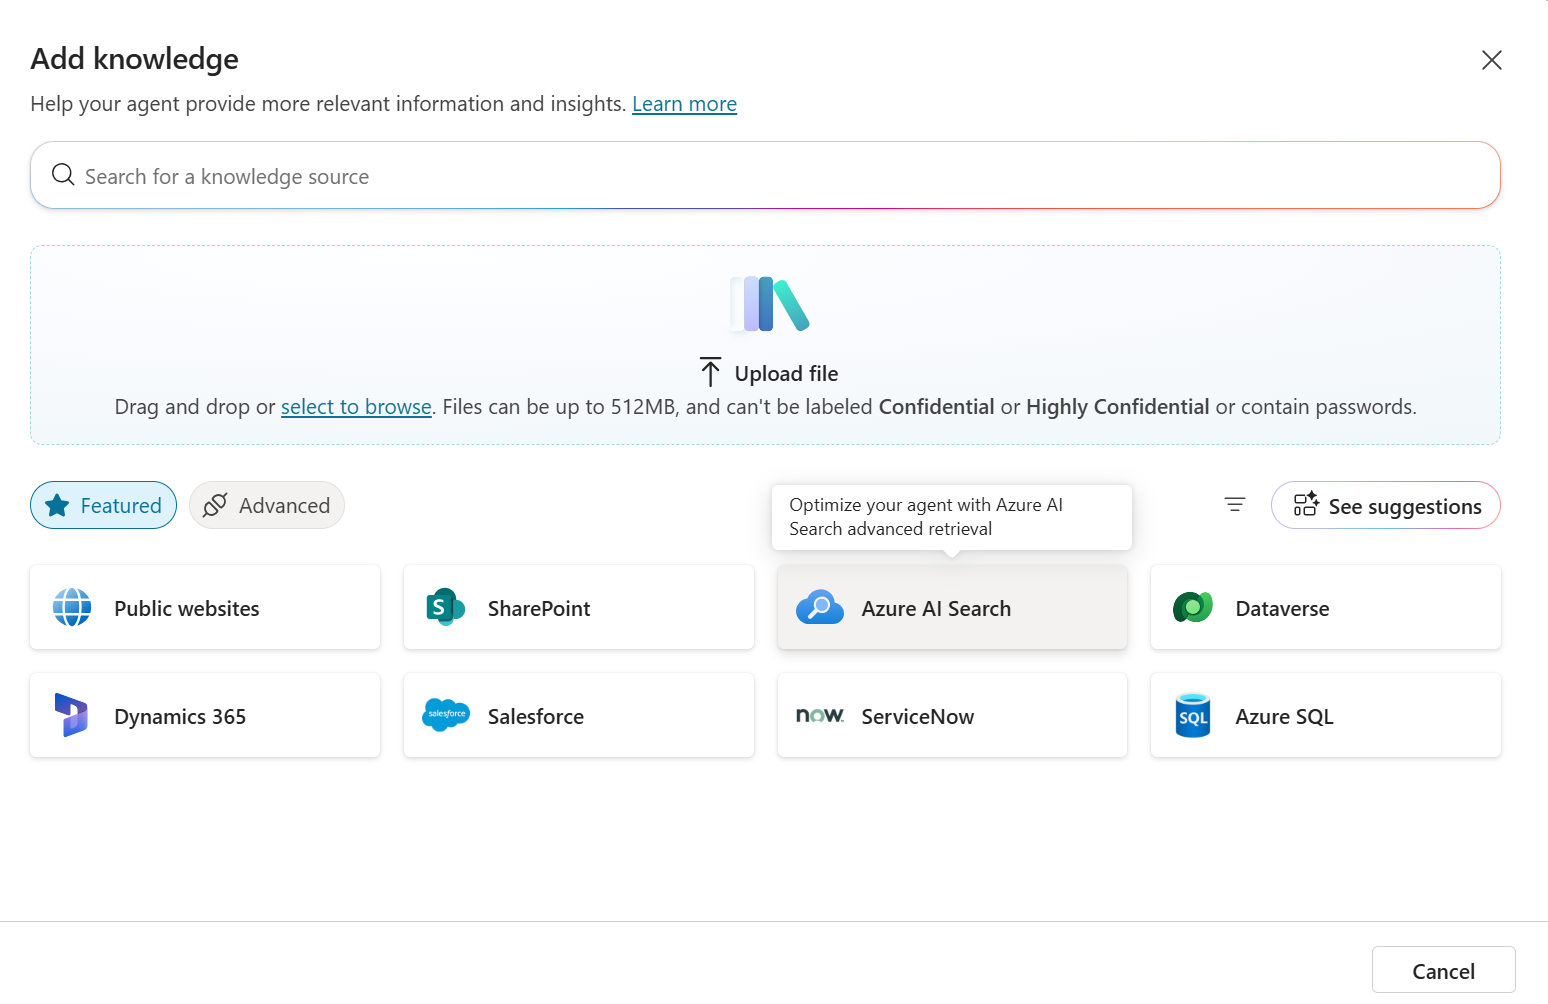 Add knowledge
Help your agent provide more relevant information and insights. Learn more
Search for a knowledge source
Upload file
Drag and drop or select to browse. Files can be up to 512MB, and can't be labeled Confidential or Highly Confidential or contain passwords.
Featured
Advanced
Optimize your agent with Azure AI
Search advanced retrieval
See suggestions
Public websites
S
SharePoint
Azure AI Search
Dataverse
Dynamics 365
salesforce
Salesforce
now
ServiceNow
SQL
Azure SQL
Cancel